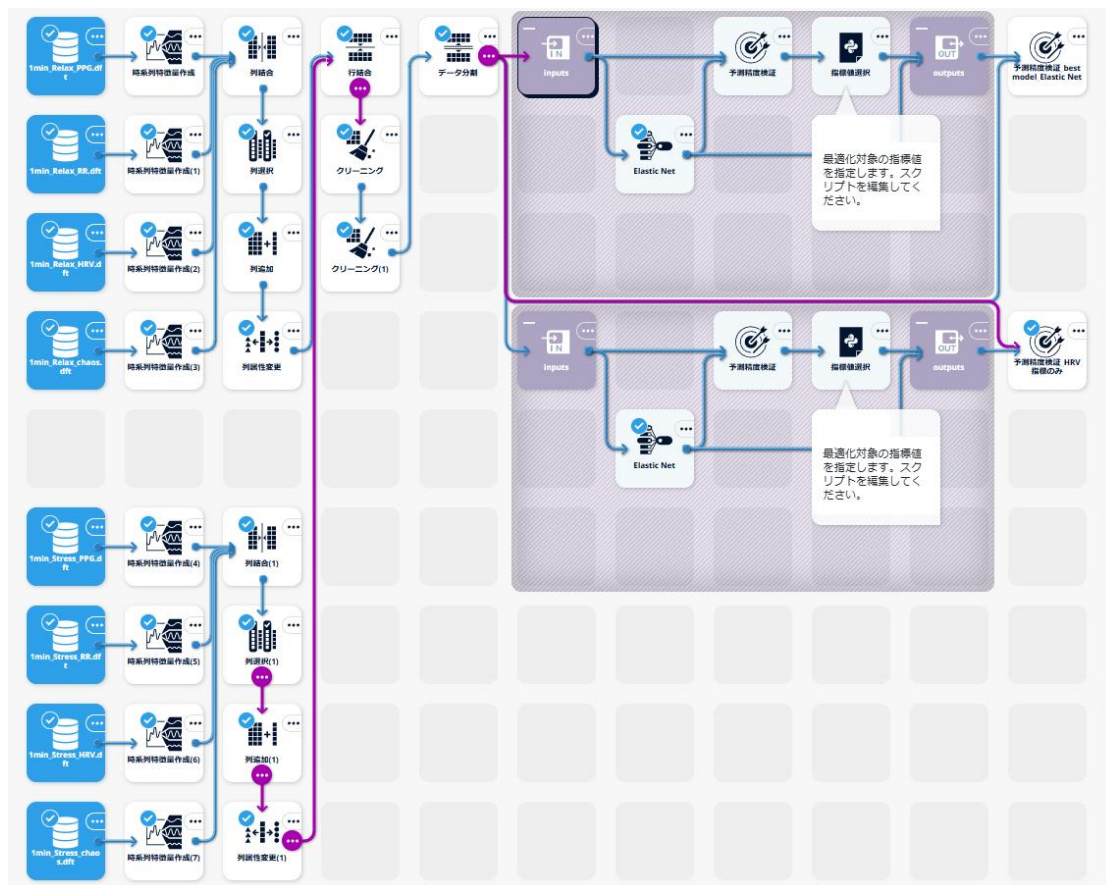 1min_Relax_PPG.df
t
時系列特徴量作成
列結合
行結合
データ分割
IN
inputs
予測精度検証
指標値選択
OUT
outputs
予測精度検証 best
model Elastic Net
1min_Relax_RR.dft
時系列特徴量作成(1)
列選択
クリーニング
Elastic Net
最適化対象の指標値
を指定します。スク
リプトを編集してく
ださい。
1min_Relax_HRV.d
ft
時系列特徴量作成(2)
列追加
クリーニング(1)
1min_Relax_chaos.
dft
時系列特徴量作成(3)
列属性変更
IN
inputs
予測精度検証
指標値選択
OUT
outputs
予測精度検証 HRV
指標のみ
Elastic Net
最適化対象の指標値
を指定します。スク
リプトを編集してく
ださい。
1min_Stress_PPG.d
ft
時系列特徴量作成(4)
列結合(1)
1min_Stress_RR.df
t
時系列特徴量作成(5)
列選択(1)
1min_Stress_HRV.d
ft
時系列特徴量作成(6)
列追加(1)
1min_Stress_chao
s.dft
時系列特徴量作成(7)
列属性変更(1)